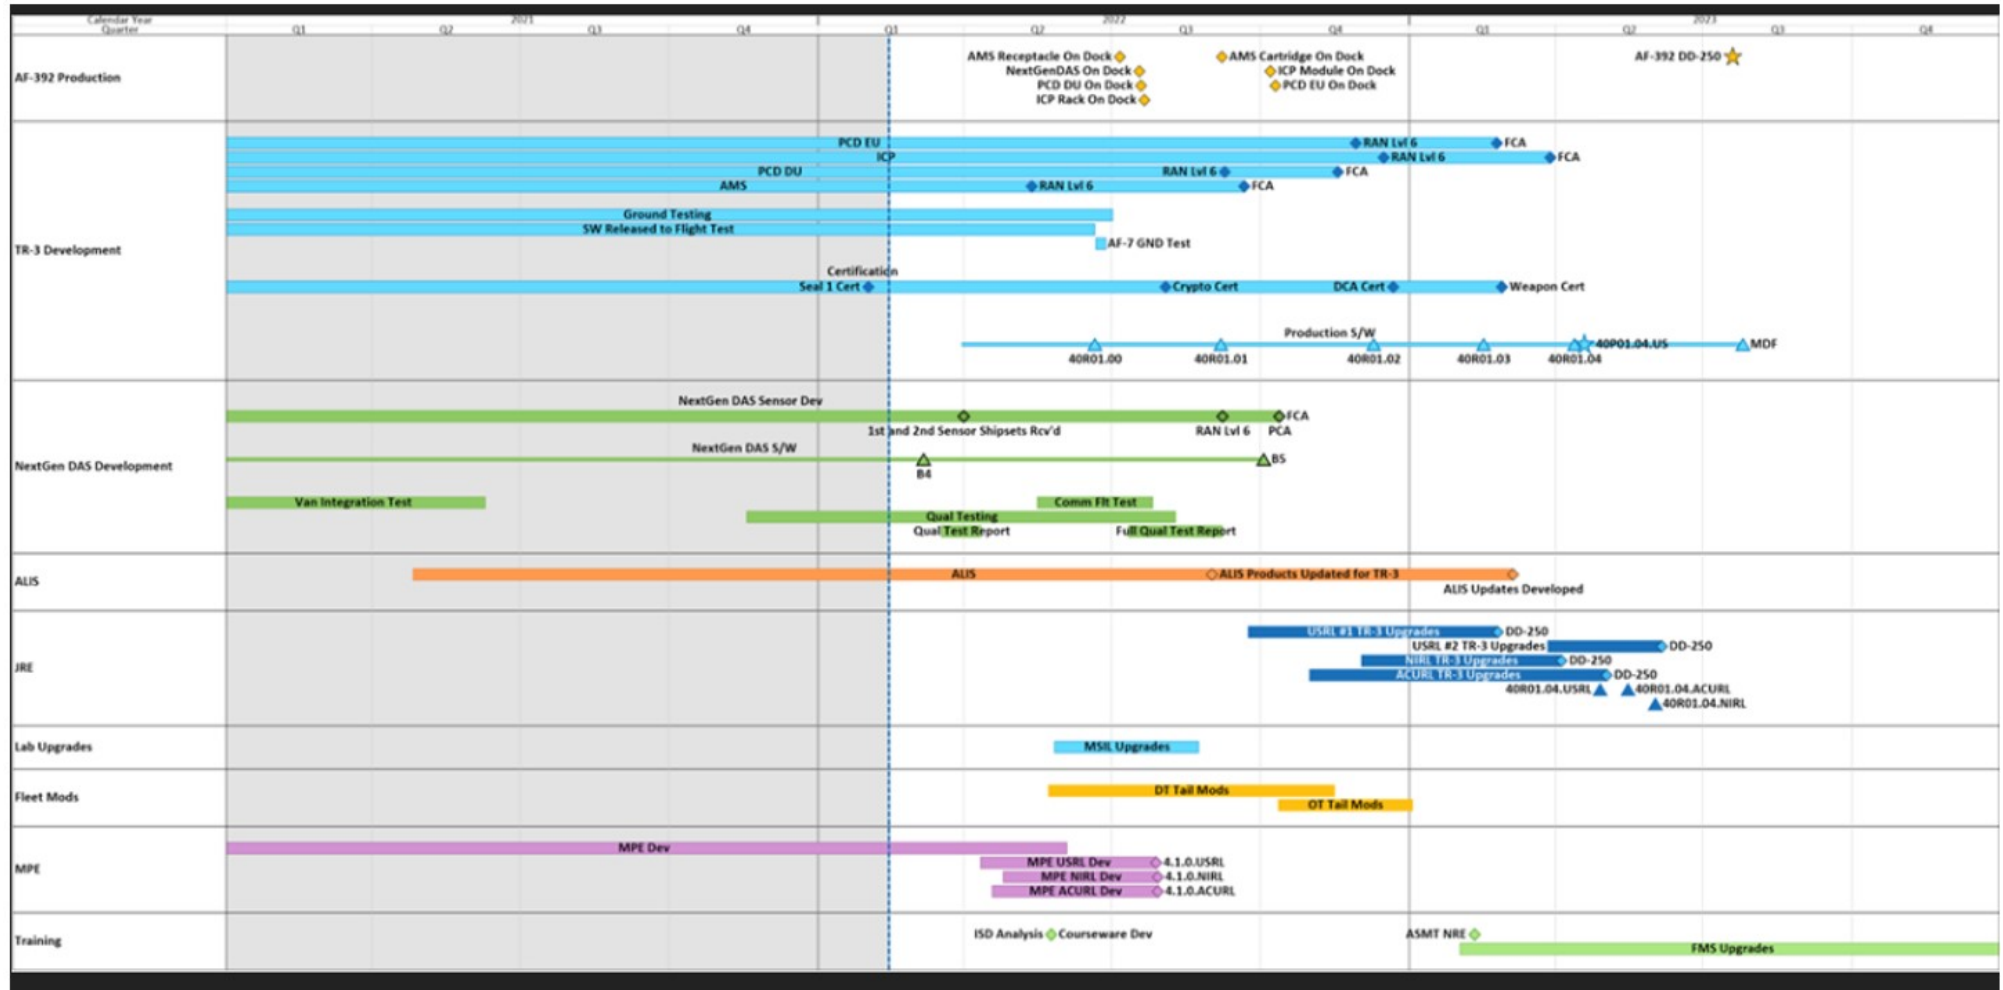 Calendar Year 2021 2022 2023
Quarter Q1 Q2 Q3 Q4 Q1 Q2 Q3 Q4 Q1 Q2 Q3 Q4
AF-392 Production
AMS Receptacle On Dock AMS Cartridge On Dock AF-392 DD-250
NextGenDAS On Dock ICP Module On Dock
PCD DU On Dock PCD EU On Dock
ICP Rack On Dock
TR-3 Development
PCD EU RAN Lvl 6 FCA
ICP RAN Lvl 6 FCA
PCD DU RAN Lvl 6 FCA
AMS RAN Lvl 6 FCA
Ground Testing
SW Released to Flight Test
AF-7 GND Test
Certification
Seal 1 Cert Crypto Cert DCA Cert Weapon Cert
Production S/W
40P01.04.US MDF
40R01.00 40R01.01 40R01.02 40R01.03 40R01.04
NextGen DAS Development
NextGen DAS Sensor Dev
FCA
1st and 2nd Sensor Shipsets Rcv'd RAN Lvl 6 PCA
NextGen DAS S/W
B5
B4
Van Integration Test Comm Flt Test
Qual Testing
Qual Test Report Full Qual Test Report
ALIS
ALIS ALIS Products Updated for TR-3
ALIS Updates Developed
JRE
USRL #1 TR-3 Upgrades DD-250
USRL #2 TR-3 Upgrades DD-250
NIRL TR-3 Upgrades DD-250
ACURL TR-3 Upgrades DD-250
40R01.04.USRL 40R01.04.ACURL
40R01.04.NIRL
Lab Upgrades
MSIL Upgrades
Fleet Mods
DT Tail Mods
OT Tail Mods
MPE
MPE Dev
MPE USRL Dev 4.1.0.USRL
MPE NIRL Dev 4.1.0.NIRL
MPE ACURL Dev 4.1.0.ACURL
Training
ISD Analysis Courseware Dev ASMT NRE
FMS Upgrades